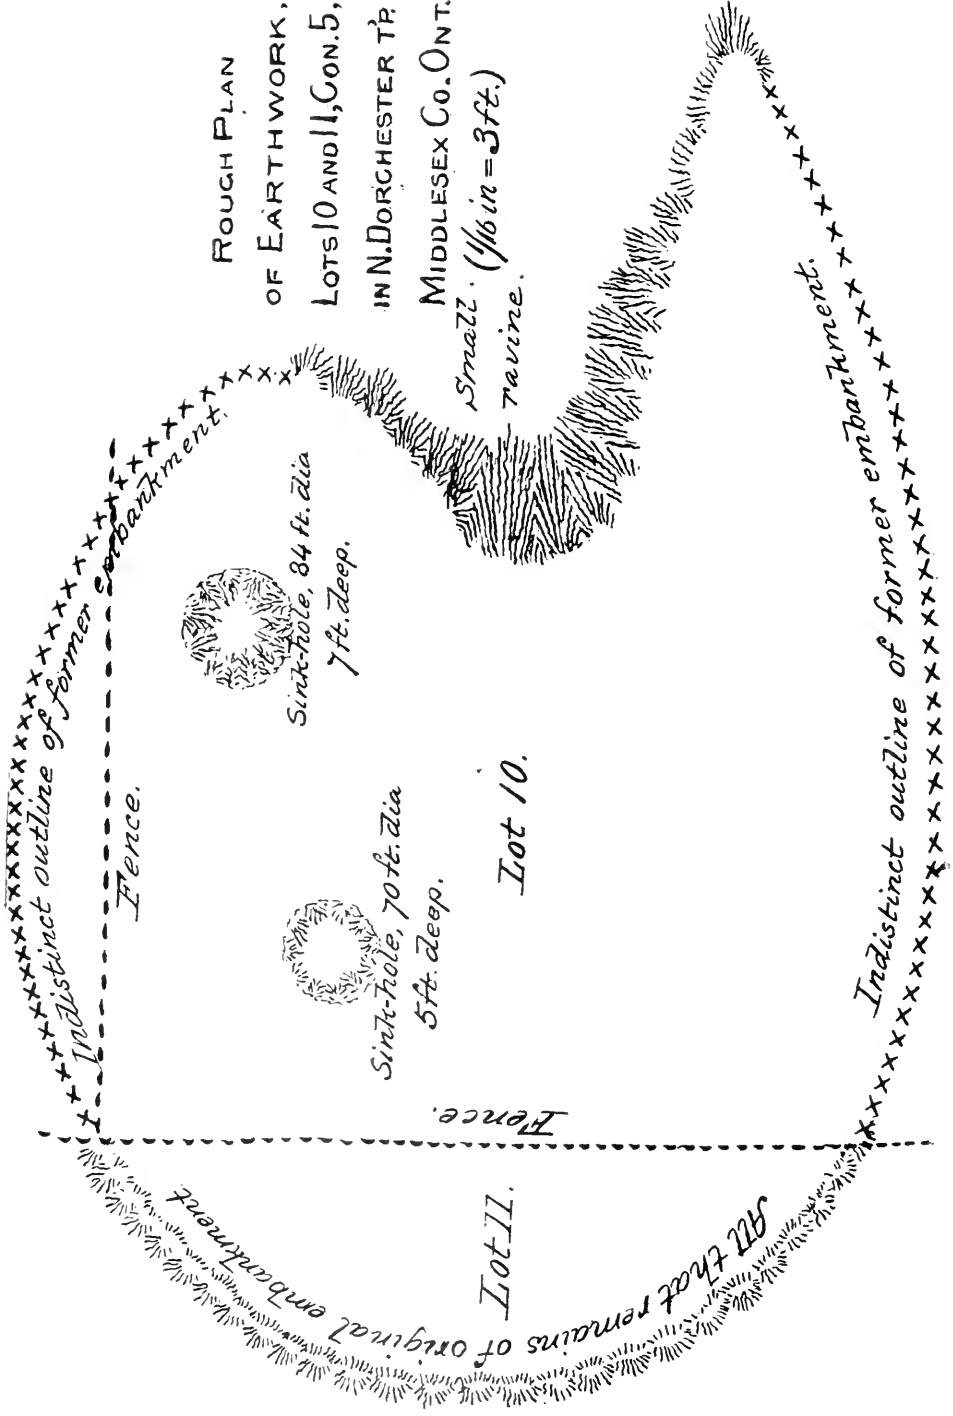 ROUGH PLAN
OF EARTHWORK,
LOTS 10 AND 11, CON. 5,
IN N. DORCHESTER T'P.
MIDDLESEX CO. ONT.
(1/16 in = 3 ft.)
Small
ravine.
Indistinct outline of former embankment.
Fence.
Sink-hole, 84 ft. dia
7 ft. deep.
Sink-hole, 70 ft. dia
5 ft. deep.
Lot 10.
Indistinct outline of former embankment.
Fence.
Lot 11.
All that remains of original embankment